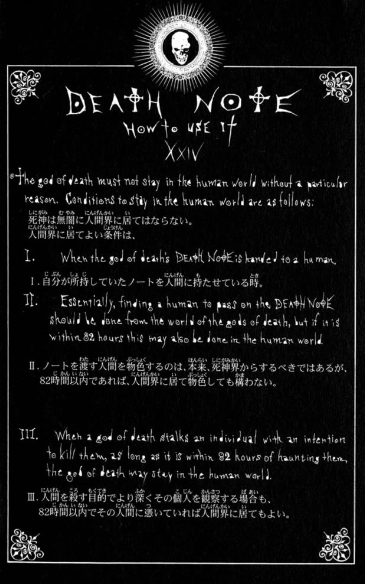 DEATH NOTE
How to use it
XXIV
The god of death must not stay in the human world without a particular
reason. Conditions to stay in the human world are as follows:
死神は無闇に人間界に居てはならない。
人間界に居てよい条件は、
I. When the god of death's DEATH NOTE is handed to a human.
I. 自分が所持していたノートを人間に持たせている時。
II. Essentially, finding a human to pass on the DEATH NOTE
should be done from the world of the gods of death, but if it is
within 82 hours this may also be done in the human world.
II. ノートを渡す人間を物色するのは、本来、死神界からするべきではあるが、
82時間以内であれば、人間界に居て物色しても構わない。
III. When a god of death stalks an individual with an intention
to kill them, as long as it is within 82 hours of haunting them,
the god of death may stay in the human world.
III. 人間を殺す目的でより深くその個人を観察する場合も、
82時間以内でその人間に憑いていれば人間界に居てもよい。